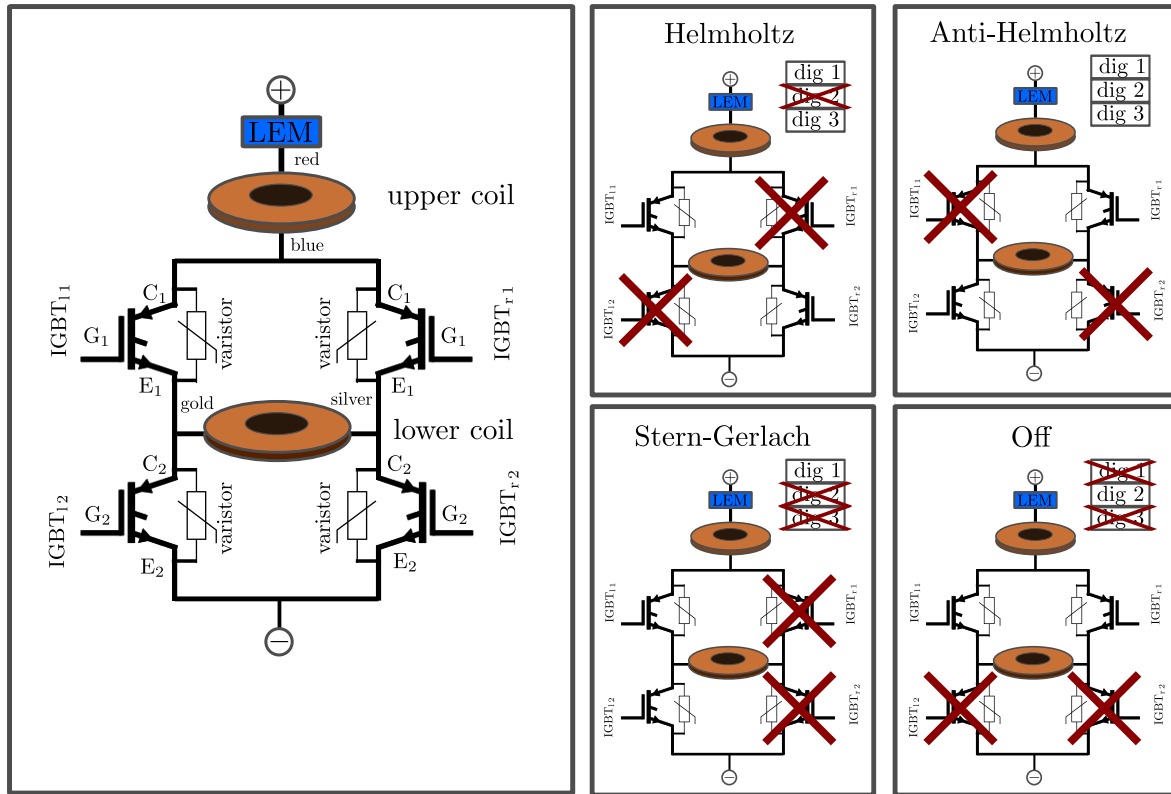 +
LEM
red
upper coil
blue
C₁
C₁
IGBTₗ₁
G₁
varistor
varistor
G₁
IGBTᵣ₁
E₁
E₁
gold
silver
lower coil
C₂
C₂
IGBTₗ₂
G₂
varistor
varistor
G₂
IGBTᵣ₂
E₂
E₂
−
Helmholtz
dig 1
dig 2
dig 3
+
LEM
IGBTₗ₁
IGBTᵣ₁
IGBTₗ₂
IGBTᵣ₂
−
Anti-Helmholtz
dig 1
dig 2
dig 3
+
LEM
IGBTₗ₁
IGBTᵣ₁
IGBTₗ₂
IGBTᵣ₂
−
Stern-Gerlach
dig 1
dig 2
dig 3
+
LEM
IGBTₗ₁
IGBTᵣ₁
IGBTₗ₂
IGBTᵣ₂
−
Off
dig 1
dig 2
dig 3
+
LEM
IGBTₗ₁
IGBTᵣ₁
IGBTₗ₂
IGBTᵣ₂
−